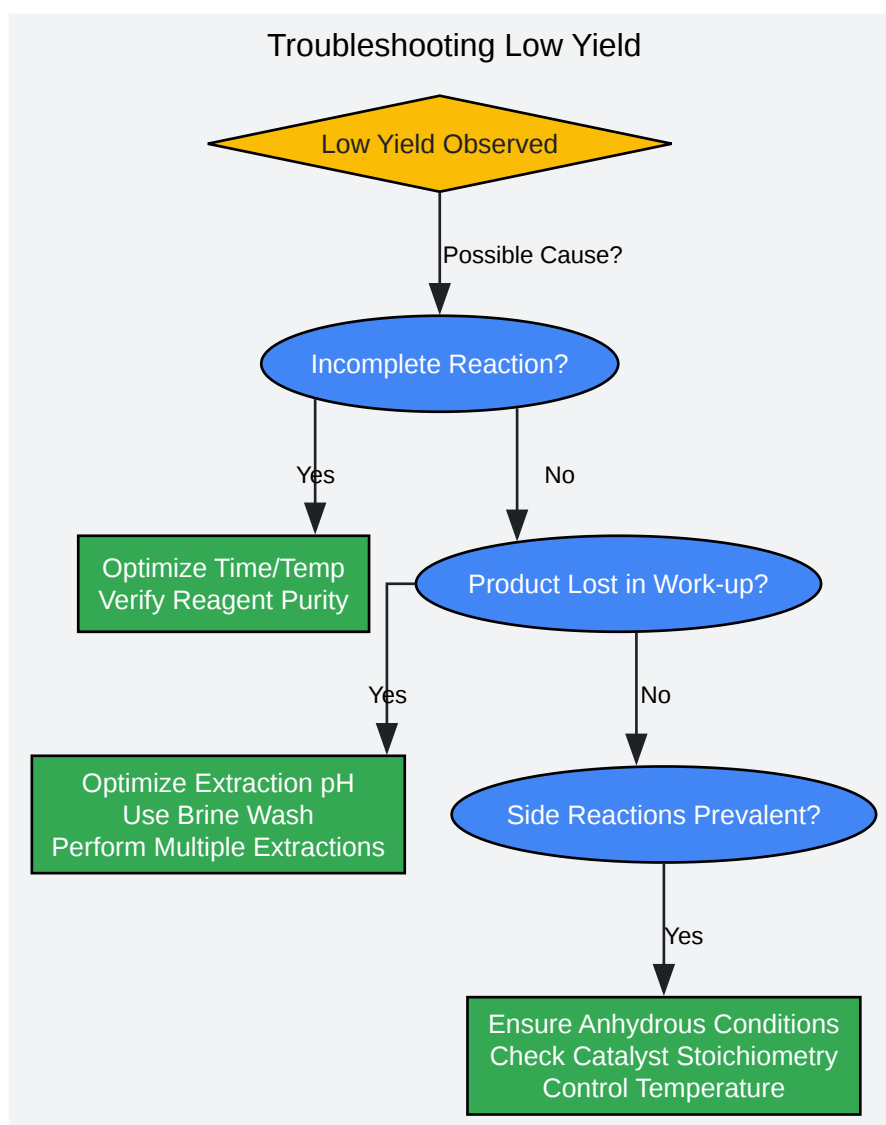 Troubleshooting Low Yield
Low Yield Observed
Possible Cause?
Incomplete Reaction?
Yes
No
Optimize Time/Temp
Verify Reagent Purity
Product Lost in Work-up?
Yes
No
Optimize Extraction pH
Use Brine Wash
Perform Multiple Extractions
Side Reactions Prevalent?
Yes
Ensure Anhydrous Conditions
Check Catalyst Stoichiometry
Control Temperature